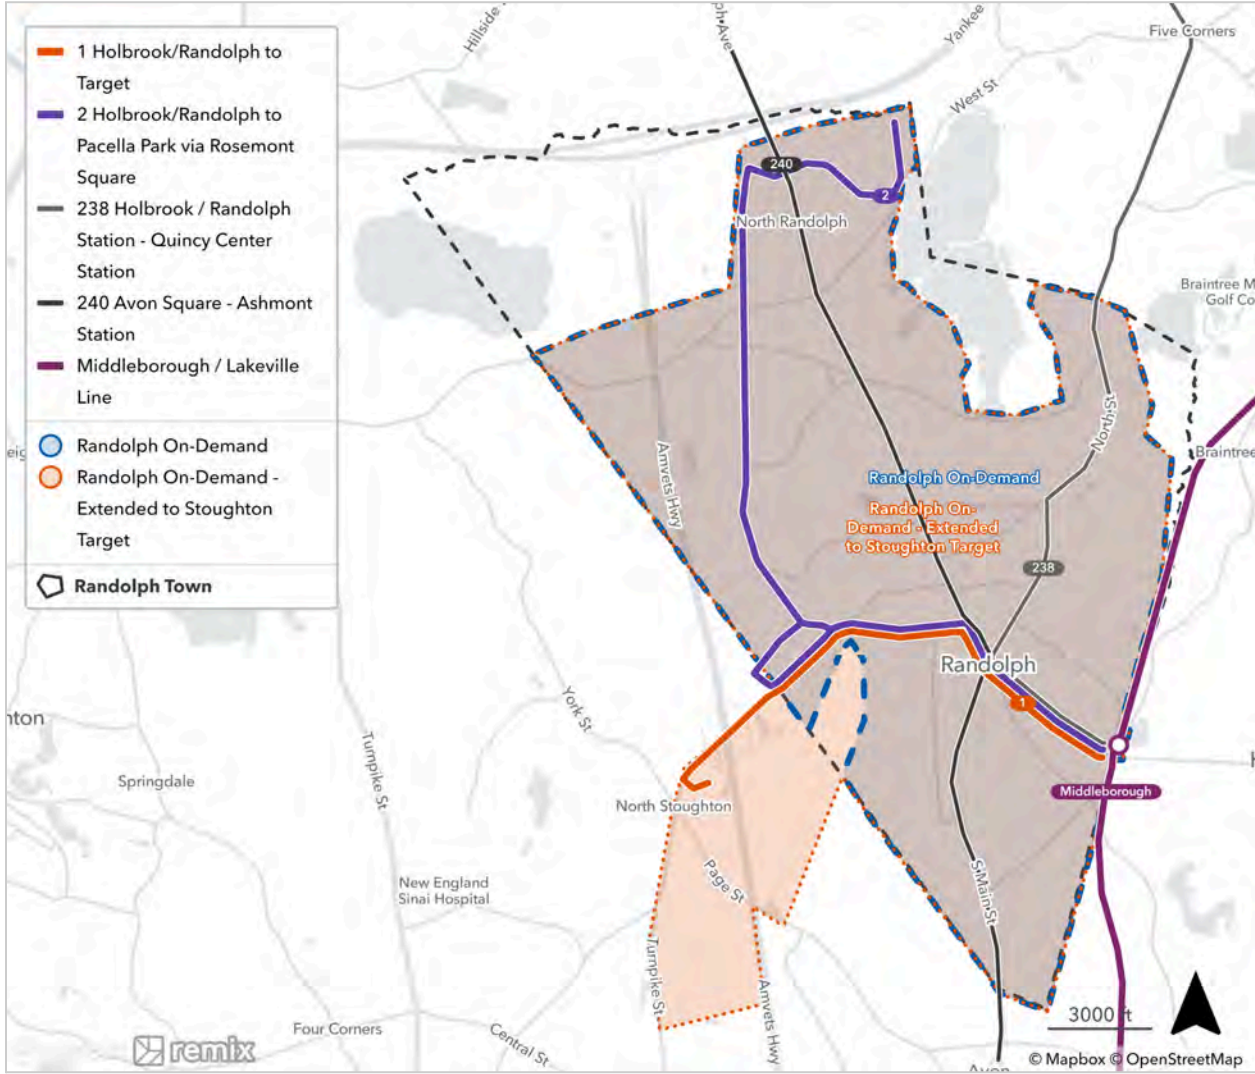 1 Holbrook/Randolph to
Target
2 Holbrook/Randolph to
Pacella Park via Rosemont
Square
238 Holbrook / Randolph
Station - Quincy Center
Station
240 Avon Square - Ashmont
Station
Middleborough / Lakeville
Line
Randolph On-Demand
Randolph On-Demand -
Extended to Stoughton
Target
Randolph Town
Hillside
ph Ave
Yankee
Five Corners
West St
240
2
North Randolph
Braintree M
Golf Co
North St
Amvets Hwy
Braintree
Randolph On-Demand
Randolph On-
Demand - Extended
to Stoughton Target
238
Randolph
1
nton
York St
Turnpike St
Springdale
North Stoughton
Middleborough
Page St
S Main St
New England
Sinai Hospital
Turnpike St
Amvets Hwy
Four Corners
Central St
3000 ft
remix
Avon
© Mapbox © OpenStreetMap